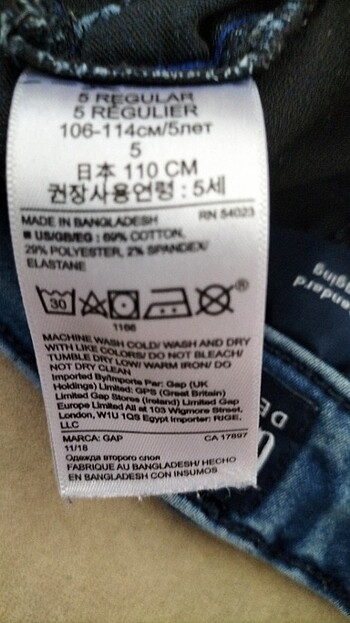 5 REGULAR
5 RÉGULIER
106-114см/5лет
5
日本 110 CM
권장사용연령 : 5세
MADE IN BANGLADESH RN 54023
■ US/GB/EG : 69% COTTON,
29% POLYESTER, 2% SPANDEX/
ELASTANE
30
®
1166
MACHINE WASH COLD/ WASH AND DRY
WITH LIKE COLORS/ DO NOT BLEACH/
TUMBLE DRY LOW/ WARM IRON/ DO
NOT DRY CLEAN
Imported By/Importe Par: Gap (UK
Holdings) Limited: GPS (Great Britain)
Limited Gap Stores (Ireland) Limited Gap
Europe Limited All at 103 Wigmore Street,
London, W1U 1QS Egypt Importer: RIGE,
LLC
MARCA: GAP CA 17897
11/18
Одежда второго слоя
FABRIQUE AU BANGLADESH/ HECHO
EN BANGLADESH CON INSUMOS
DE